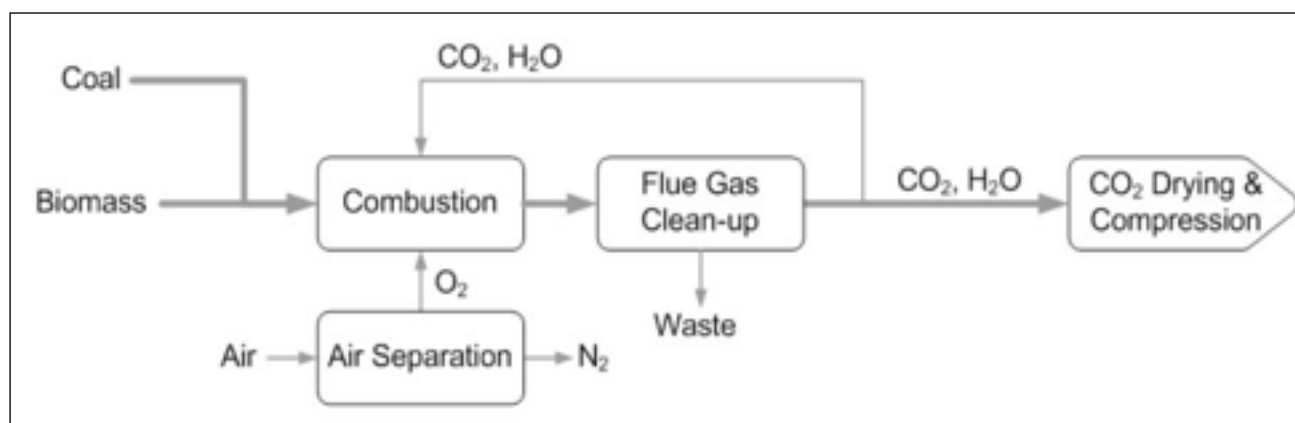 CO₂, H₂O
Coal
Biomass
Combustion
Flue Gas
Clean-up
CO₂, H₂O
CO₂ Drying &
Compression
O₂
Waste
Air
Air Separation
N₂